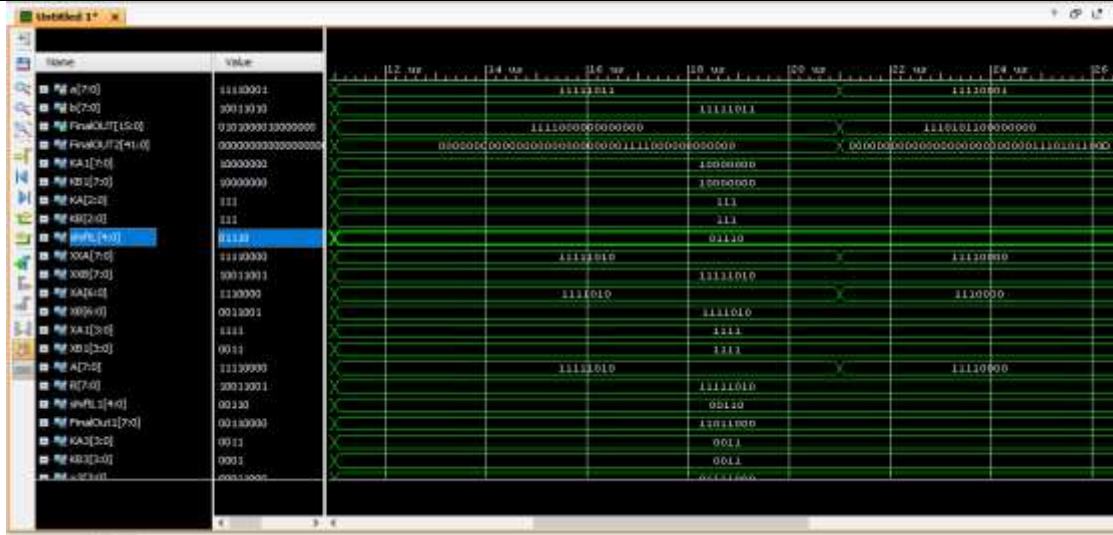 Untitled 1*
Name Value
12 us 14 us 16 us 18 us 20 us 22 us 24 us 26
a[7:0] 11110001 11111011 11110001
b[7:0] 10011010 11111011
FinalOUT[15:0] 0101000010000000 1111000000000000 1110101100000000
FinalOUT2[41:0]
KA1[7:0] 10000000 10000000
KB1[7:0] 10000000 10000000
KA[2:0] 111 111
KB[2:0] 111 111
shiftL[4:0] 01110 01110
XXA[7:0] 11110000 11111010 11110000
XXB[7:0] 10011001 11111010
XA[6:0] 1110000 1111010 1110000
XB[6:0] 0011001 1111010
XA1[3:0] 1111 1111
XB1[3:0] 0011 1111
A[7:0] 11110000 11111010 11110000
B[7:0] 10011001 11111010
shiftL1[4:0] 00110 00110
FinalOut1[7:0] 00110000 11011000
KA3[3:0] 0011 0011
KB3[3:0] 0001 0011